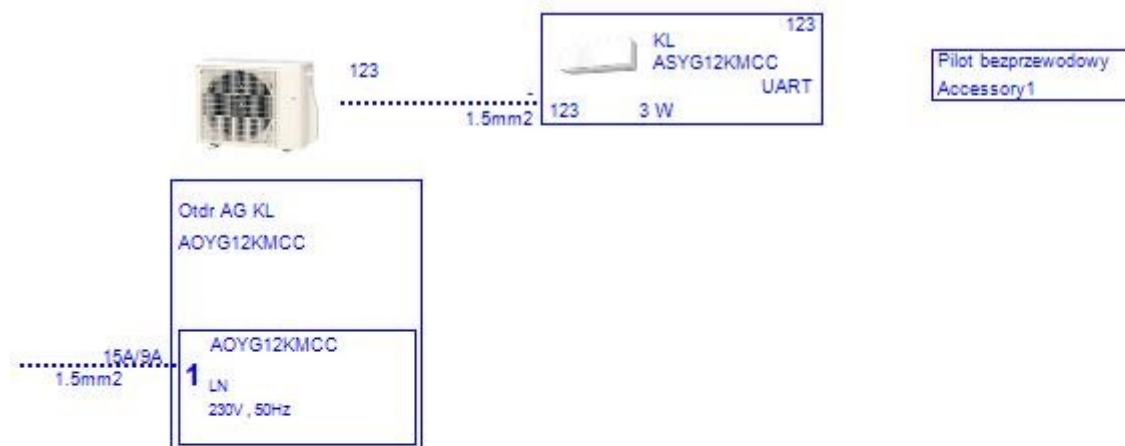 123
KL
ASYG12KMCC
UART
123
3 W
123
-
1.5mm2
Pilot bezprzewodowy
Accessory1
Otdr AG KL
AOYG12KMCC
15A/9A
1.5mm2
1
AOYG12KMCC
LN
230V , 50Hz